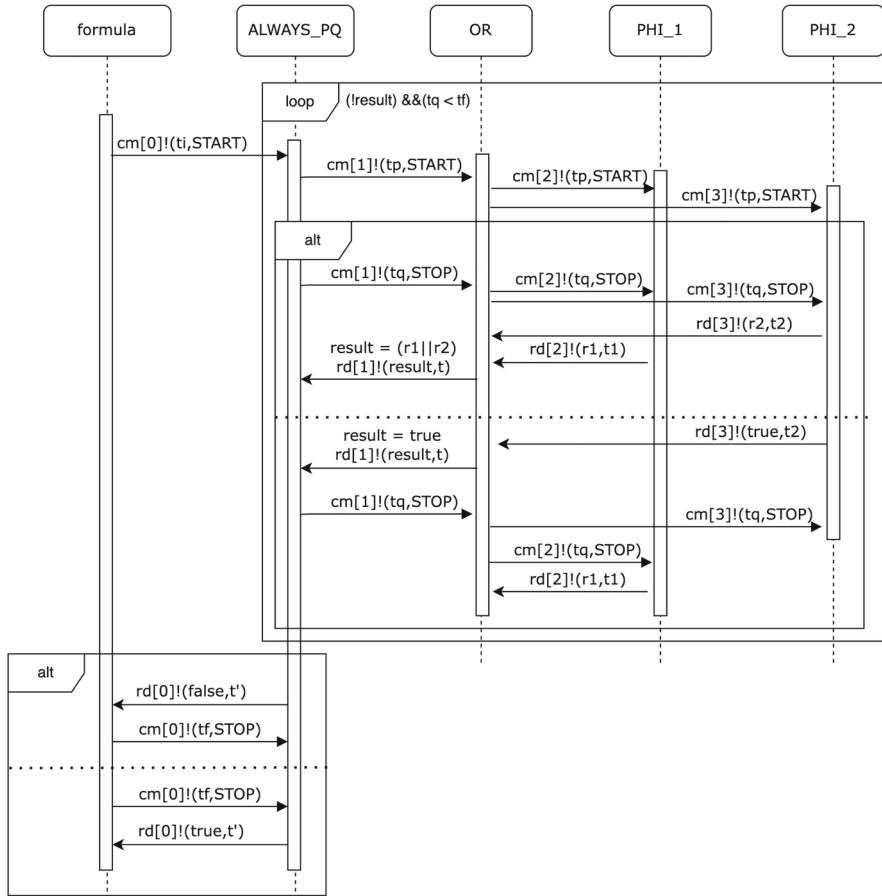 formula
ALWAYS_PQ
OR
PHI_1
PHI_2
loop
(!result) &&(tq < tf)
cm[0]!(ti,START)
cm[1]!(tp,START)
cm[2]!(tp,START)
cm[3]!(tp,START)
alt
cm[1]!(tq,STOP)
cm[2]!(tq,STOP)
cm[3]!(tq,STOP)
rd[3]!(r2,t2)
result = (r1||r2)
rd[2]!(r1,t1)
rd[1]!(result,t)
rd[3]!(true,t2)
result = true
rd[1]!(result,t)
cm[1]!(tq,STOP)
cm[3]!(tq,STOP)
cm[2]!(tq,STOP)
rd[2]!(r1,t1)
alt
rd[0]!(false,t')
cm[0]!(tf,STOP)
cm[0]!(tf,STOP)
rd[0]!(true,t')